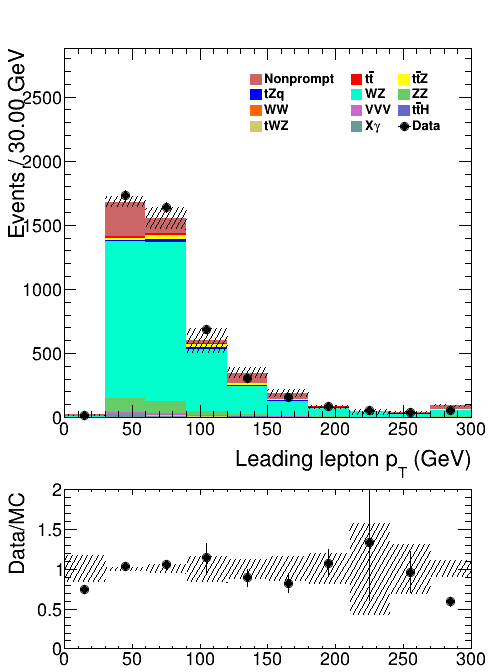 Events / 30.00 GeV
2500
2000
1500
1000
500
0
Nonprompt
tt̄
tt̄Z
tZq
WZ
ZZ
WW
VVV
tt̄H
tWZ
Xγ
Data
0 50 100 150 200 250 300
Leading lepton p_T (GeV)
Data/MC
2
1.5
1
0.5
0
0 50 100 150 200 250 300